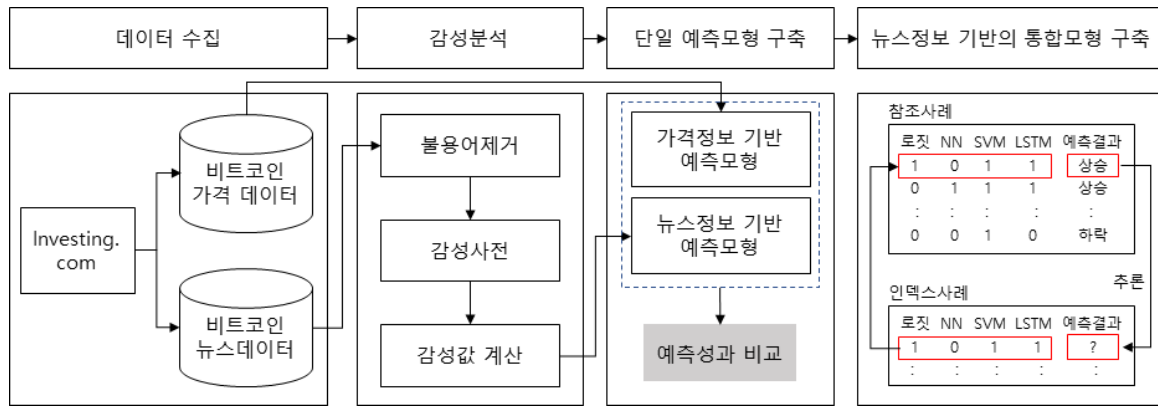 데이터 수집
감성분석
단일 예측모형 구축
뉴스정보 기반의 통합모형 구축
Investing.
com
비트코인
가격 데이터
비트코인
뉴스데이터
불용어제거
감성사전
감성값 계산
가격정보 기반
예측모형
뉴스정보 기반
예측모형
예측성과 비교
참조사례
로짓 NN SVM LSTM 예측결과
1 0 1 1 상승
0 1 1 1 상승
: : : : :
0 0 1 0 하락
추론
인덱스사례
로짓 NN SVM LSTM 예측결과
1 0 1 1 ?
: : : : :